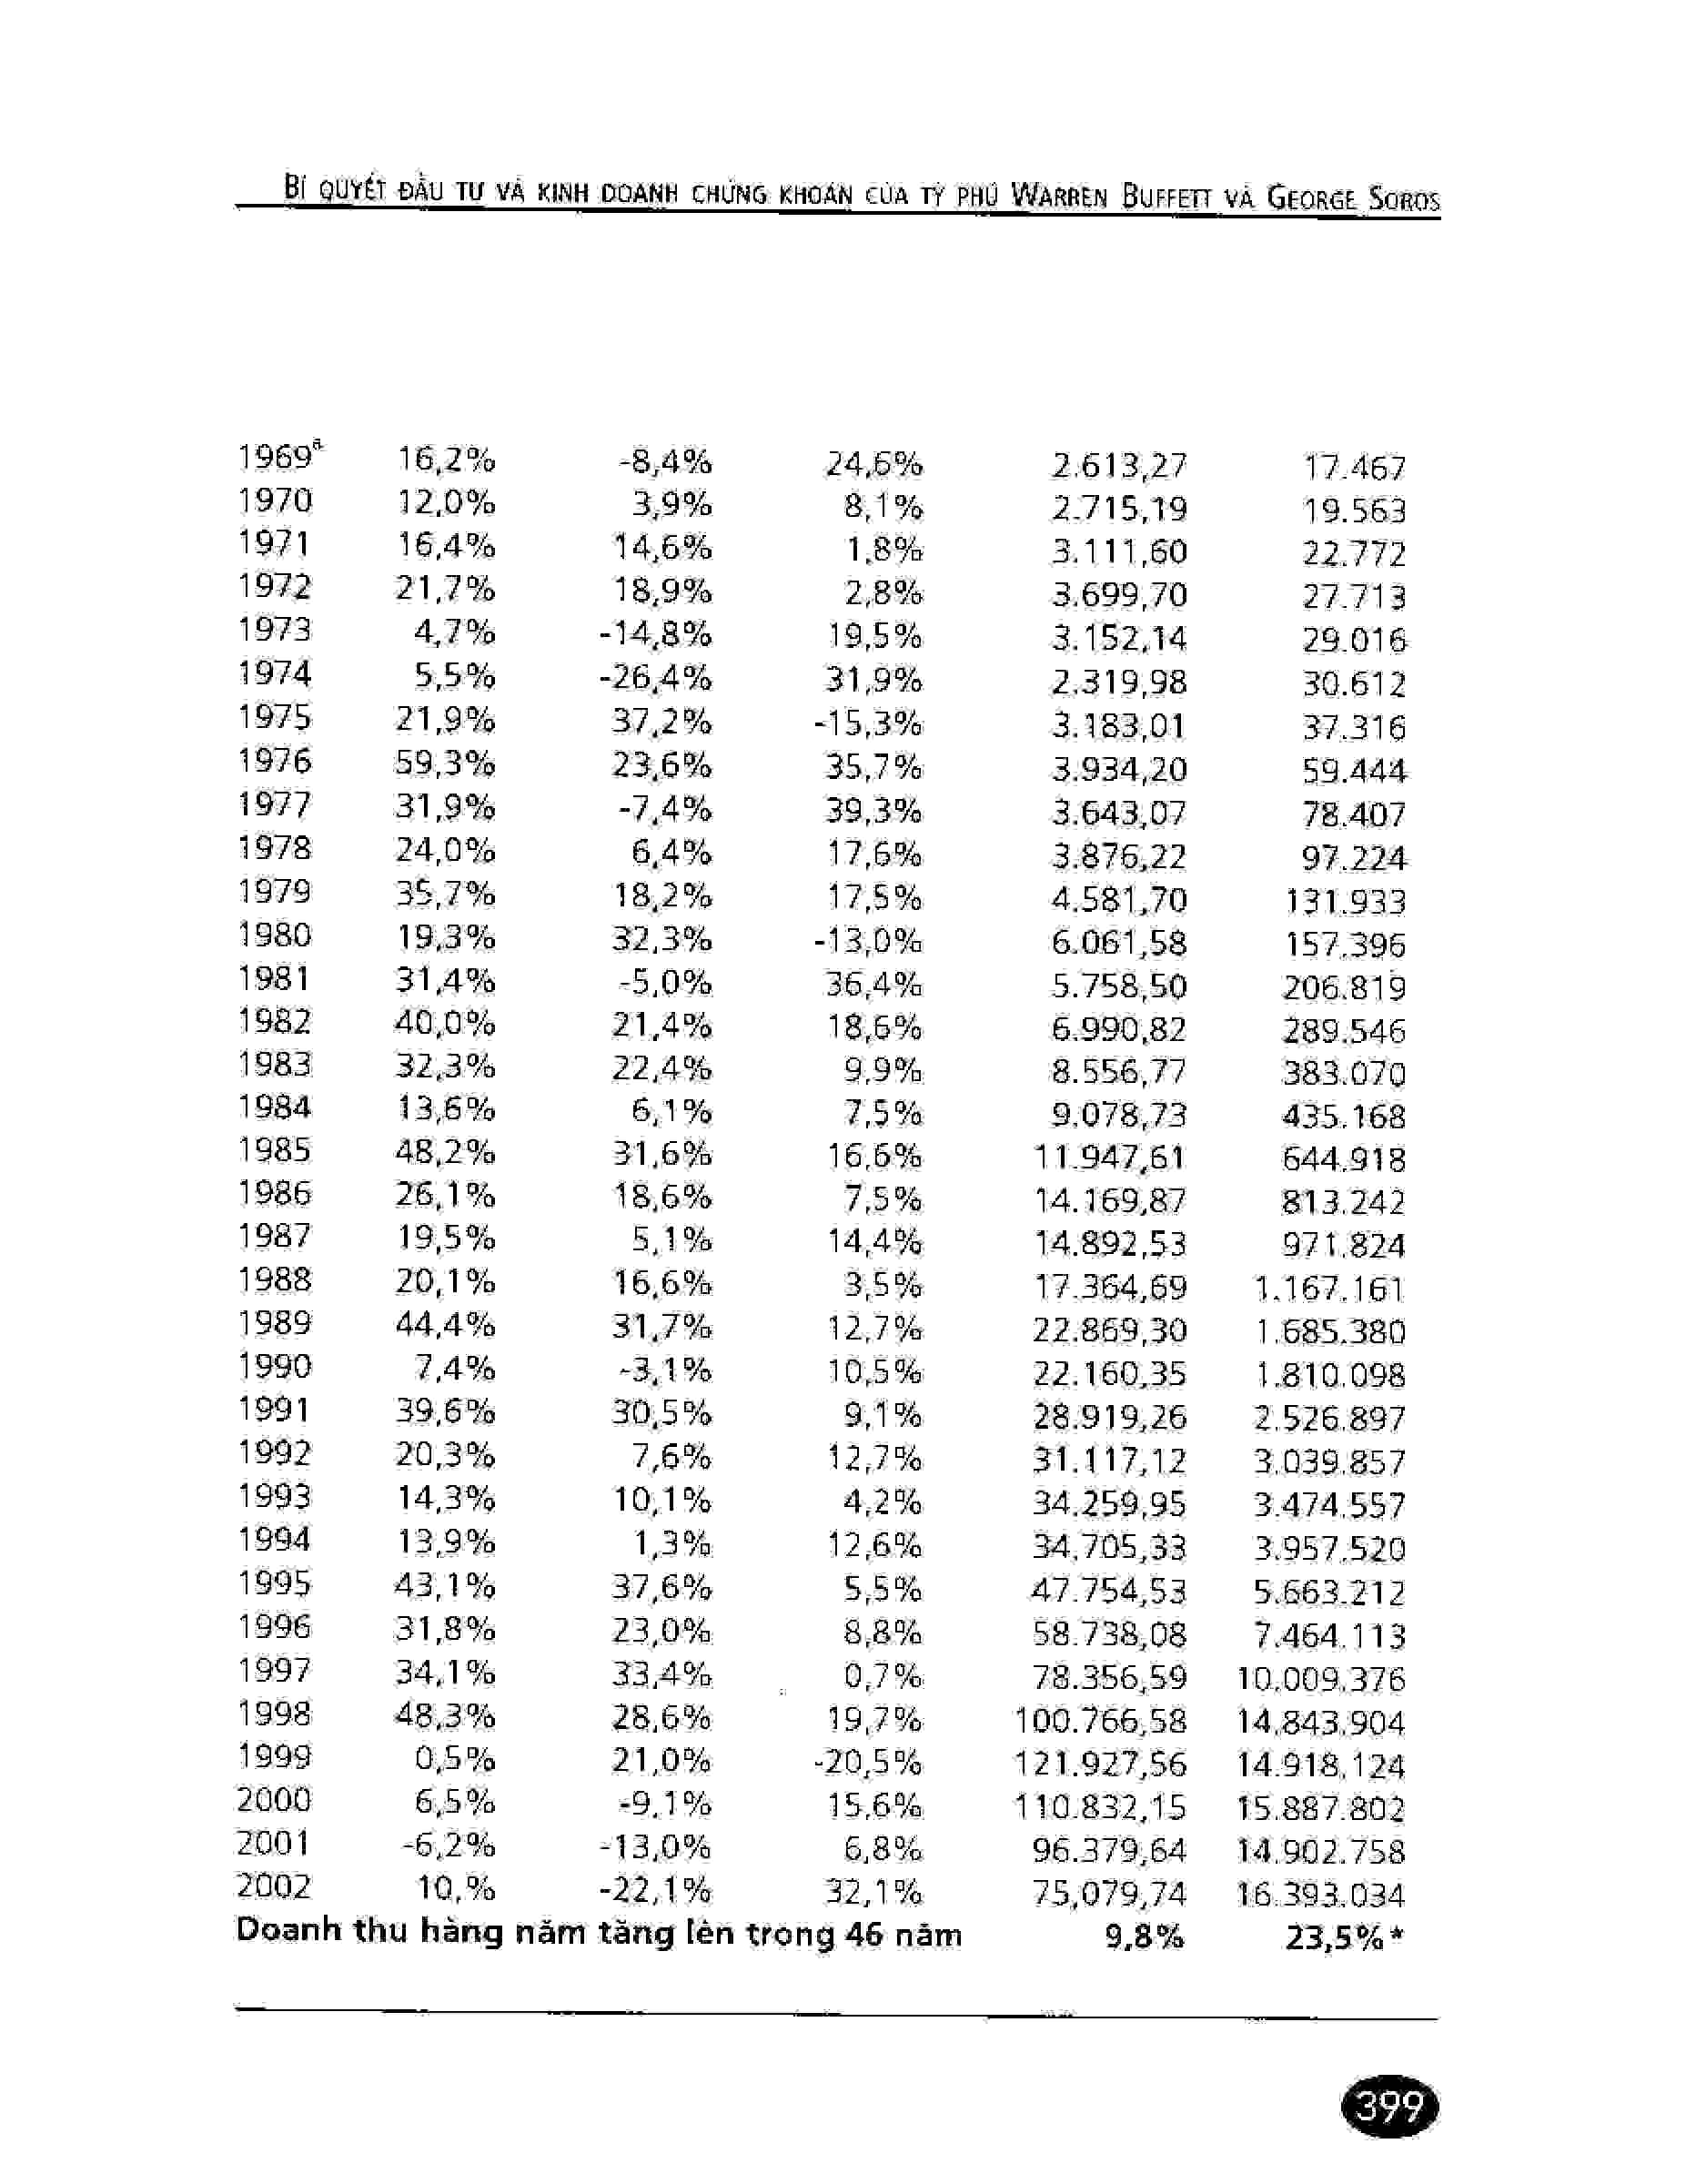 BÍ QUYẾT ĐẦU TƯ VÀ KINH DOANH CHỨNG KHOÁN CỦA TỶ PHÚ WARREN BUFFETT VÀ GEORGE SOROS
1969ª 16,2% -8,4% 24,6% 2.613,27 17.467
1970 12,0% 3,9% 8,1% 2.715,19 19.563
1971 16,4% 14,6% 1,8% 3.111,60 22.772
1972 21,7% 18,9% 2,8% 3.699,70 27.713
1973 4,7% -14,8% 19,5% 3.152,14 29.016
1974 5,5% -26,4% 31,9% 2.319,98 30.612
1975 21,9% 37,2% -15,3% 3.183,01 37.316
1976 59,3% 23,6% 35,7% 3.934,20 59.444
1977 31,9% -7,4% 39,3% 3.643,07 78.407
1978 24,0% 6,4% 17,6% 3.876,22 97.224
1979 35,7% 18,2% 17,5% 4.581,70 131.933
1980 19,3% 32,3% -13,0% 6.061,58 157.396
1981 31,4% -5,0% 36,4% 5.758,50 206.819
1982 40,0% 21,4% 18,6% 6.990,82 289.546
1983 32,3% 22,4% 9,9% 8.556,77 383.070
1984 13,6% 6,1% 7,5% 9.078,73 435.168
1985 48,2% 31,6% 16,6% 11.947,61 644.918
1986 26,1% 18,6% 7,5% 14.169,87 813.242
1987 19,5% 5,1% 14,4% 14.892,53 971.824
1988 20,1% 16,6% 3,5% 17.364,69 1.167.161
1989 44,4% 31,7% 12,7% 22.869,30 1.685.380
1990 7,4% -3,1% 10,5% 22.160,35 1.810.098
1991 39,6% 30,5% 9,1% 28.919,26 2.526.897
1992 20,3% 7,6% 12,7% 31.117,12 3.039.857
1993 14,3% 10,1% 4,2% 34.259,95 3.474.557
1994 13,9% 1,3% 12,6% 34.705,33 3.957.520
1995 43,1% 37,6% 5,5% 47.754,53 5.663.212
1996 31,8% 23,0% 8,8% 58.738,08 7.464.113
1997 34,1% 33,4% 0,7% 78.356,59 10.009.376
1998 48,3% 28,6% 19,7% 100.766,58 14.843.904
1999 0,5% 21,0% -20,5% 121.927,56 14.918.124
2000 6,5% -9,1% 15,6% 110.832,15 15.887.802
2001 -6,2% -13,0% 6,8% 96.379,64 14.902.758
2002 10,% -22,1% 32,1% 75,079,74 16.393.034
Doanh thu hàng năm tăng lên trong 46 năm 9,8% 23,5%*
399